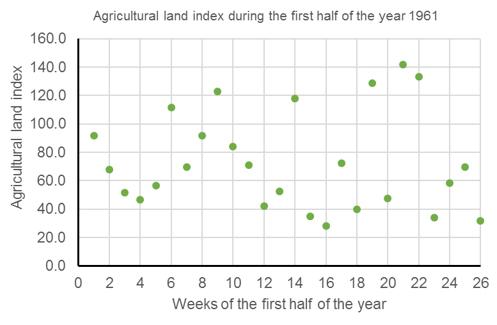 Agricultural land index during the first half of the year 1961
160.0
140.0
120.0
100.0
80.0
60.0
40.0
20.0
0.0
Agricultural land index
0 2 4 6 8 10 12 14 16 18 20 22 24 26
Weeks of the first half of the year